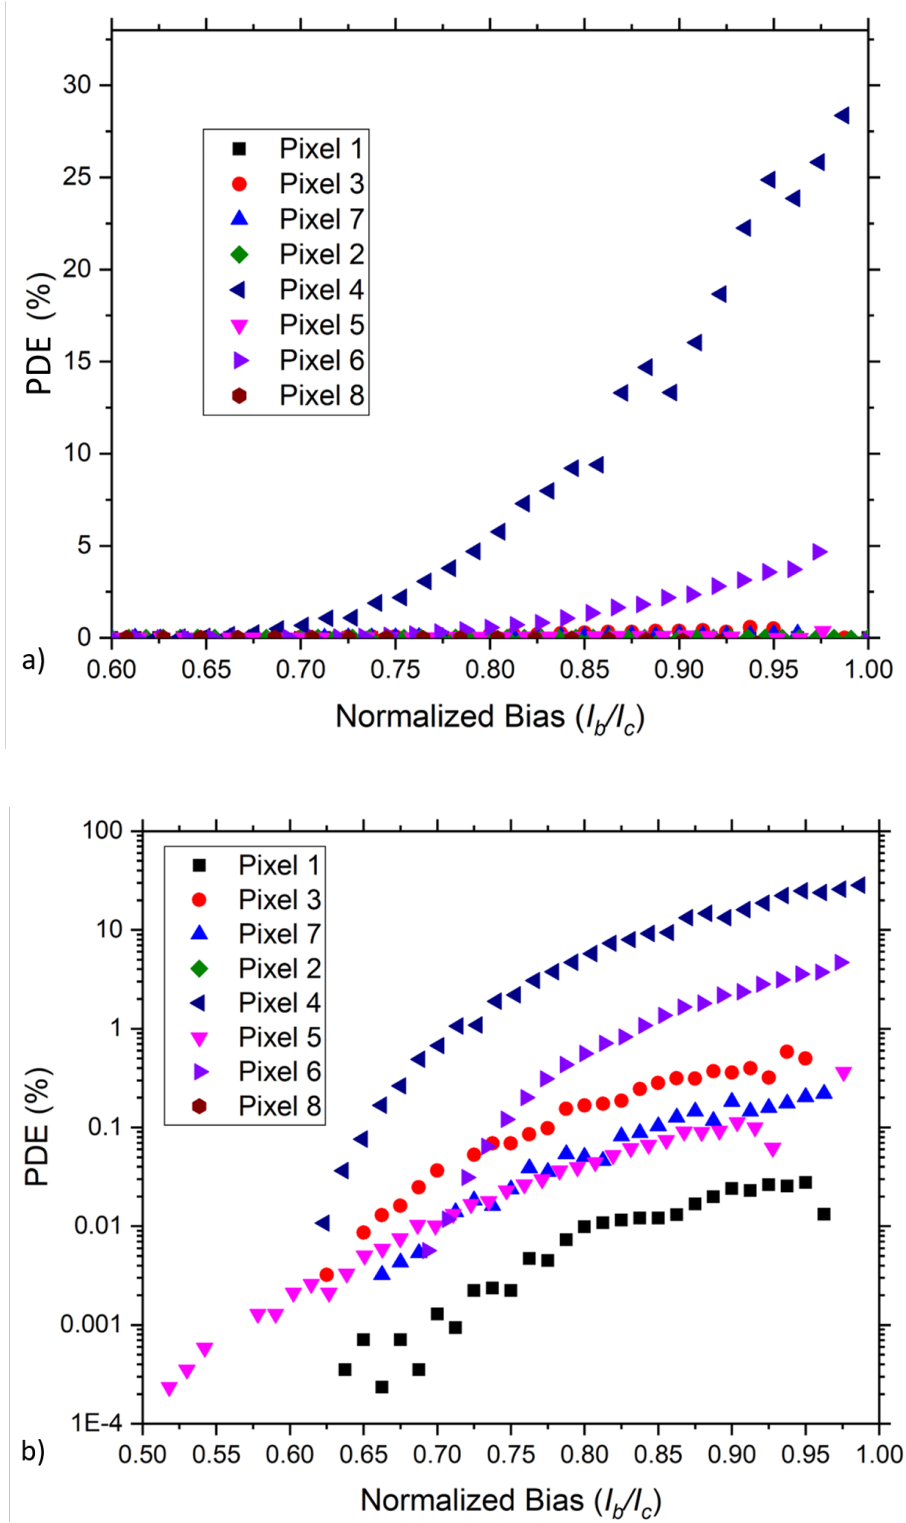 30
25
20
15
10
5
0
PDE (%)
Pixel 1
Pixel 3
Pixel 7
Pixel 2
Pixel 4
Pixel 5
Pixel 6
Pixel 8
0.60 0.65 0.70 0.75 0.80 0.85 0.90 0.95 1.00
a)
Normalized Bias (I_b/I_c)
100
10
1
0.1
0.01
0.001
1E-4
PDE (%)
Pixel 1
Pixel 3
Pixel 7
Pixel 2
Pixel 4
Pixel 5
Pixel 6
Pixel 8
0.50 0.55 0.60 0.65 0.70 0.75 0.80 0.85 0.90 0.95 1.00
b)
Normalized Bias (I_b/I_c)